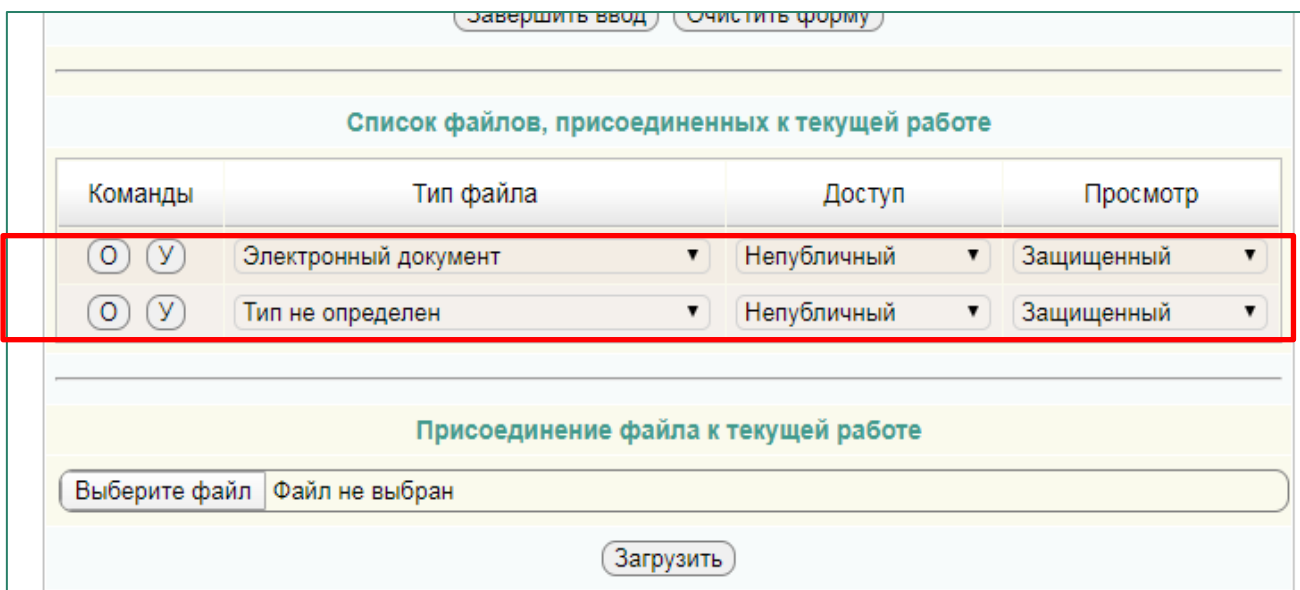 Завершить ввод Очистить форму
Список файлов, присоединенных к текущей работе
Команды Тип файла Доступ Просмотр
О У Электронный документ Непубличный Защищенный
О У Тип не определен Непубличный Защищенный
Присоединение файла к текущей работе
Выберите файл Файл не выбран
Загрузить